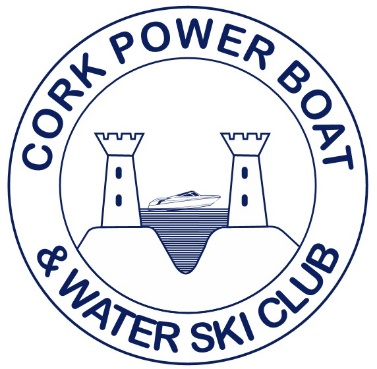 CORK POWER BOAT
& WATER SKI CLUB